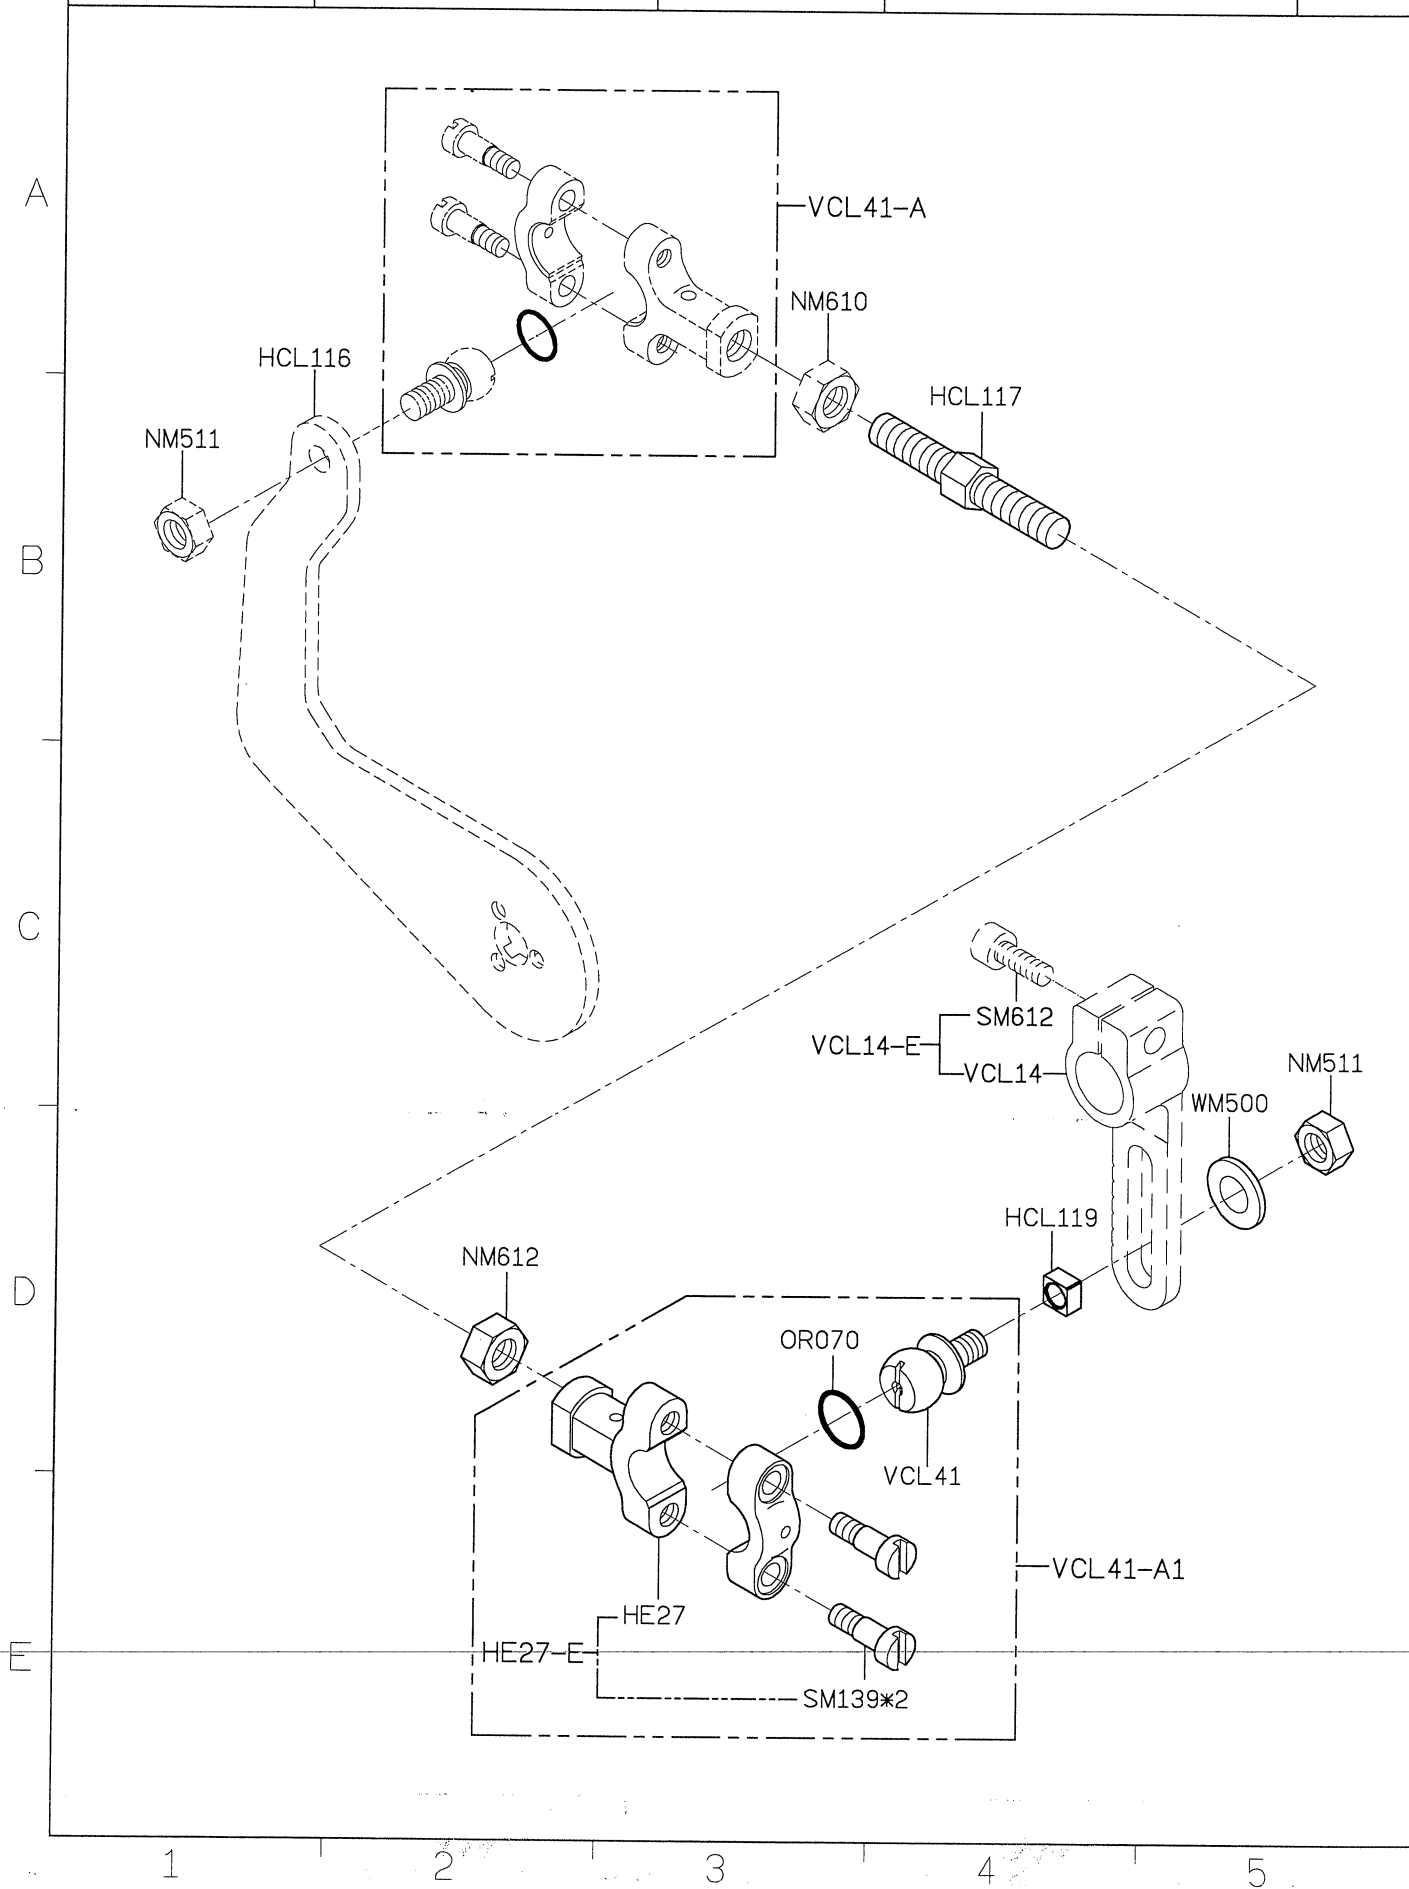 A
VCL41-A
NM610
HCL116
HCL117
NM511
B
C
SM612
VCL14-E
VCL14
NM511
WM500
HCL119
D
NM612
OR070
VCL41
VCL41-A1
HE27
HE27-E
E
SM139*2
1 2 3 4 5